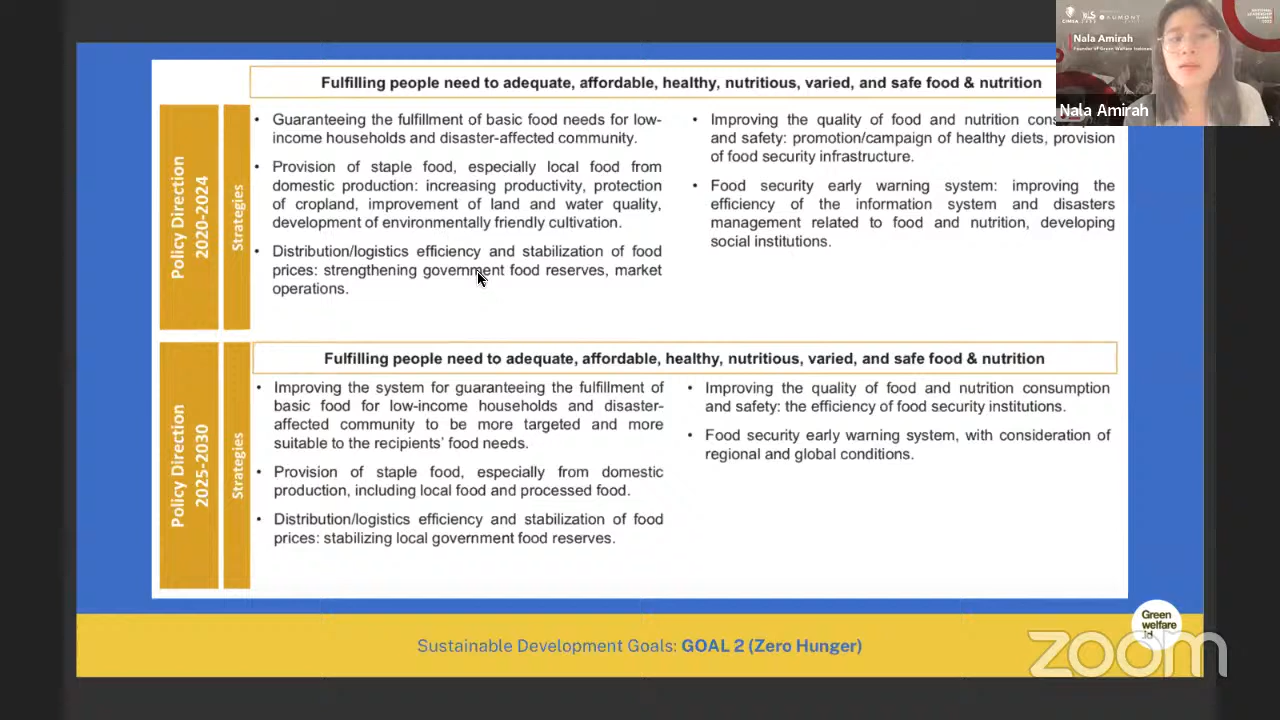 Fulfilling people need to adequate, affordable, healthy, nutritious, varied, and safe food & nutrition
Policy Direction
2020-2024
Strategies
• Guaranteeing the fulfillment of basic food needs for low-
income households and disaster-affected community.
• Provision of staple food, especially local food from
domestic production: increasing productivity, protection
of cropland, improvement of land and water quality,
development of environmentally friendly cultivation.
• Distribution/logistics efficiency and stabilization of food
prices: strengthening government food reserves, market
operations.
• Improving the quality of food and nutrition
and safety: promotion/campaign of healthy diets, provision
of food security infrastructure.
• Food security early warning system: improving the
efficiency of the information system and disasters
management related to food and nutrition, developing
social institutions.
Fulfilling people need to adequate, affordable, healthy, nutritious, varied, and safe food & nutrition
Policy Direction
2025-2030
Strategies
• Improving the system for guaranteeing the fulfillment of
basic food for low-income households and disaster-
affected community to be more targeted and more
suitable to the recipients' food needs.
• Provision of staple food, especially from domestic
production, including local food and processed food.
• Distribution/logistics efficiency and stabilization of food
prices: stabilizing local government food reserves.
• Improving the quality of food and nutrition consumption
and safety: the efficiency of food security institutions.
• Food security early warning system, with consideration of
regional and global conditions.
Sustainable Development Goals: GOAL 2 (Zero Hunger)
Green
welfare
.id
zoom
Nala Amirah
Founder of Green Welfare
Nala Amirah